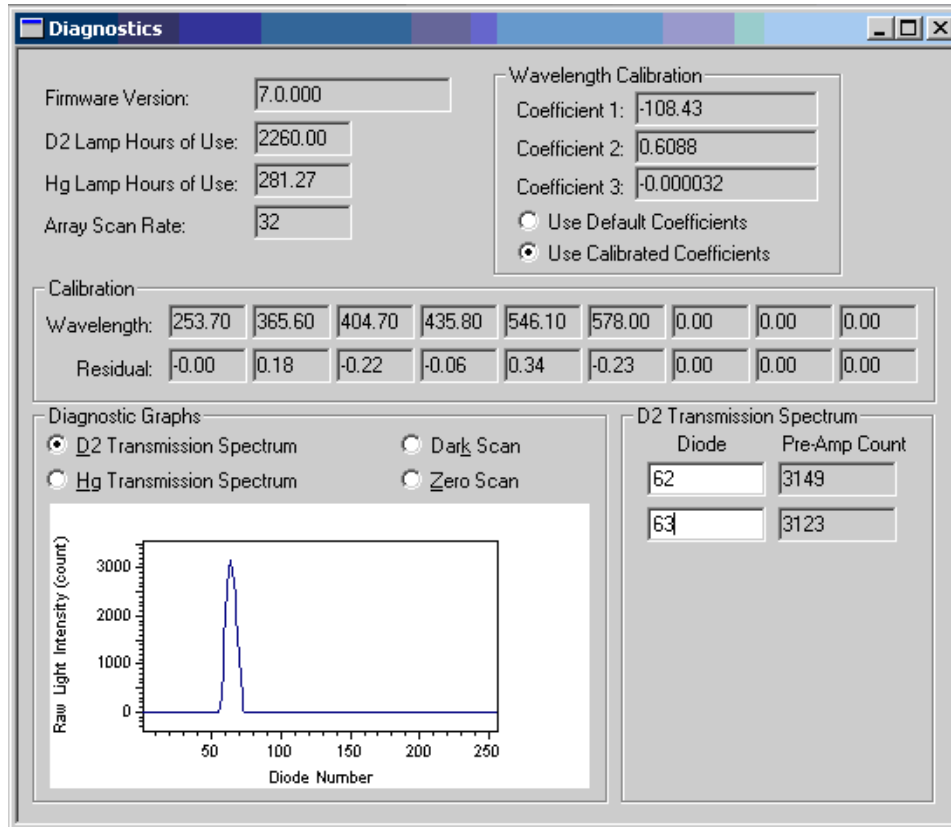 Diagnostics
Firmware Version: 7.0.000
D2 Lamp Hours of Use: 2260.00
Hg Lamp Hours of Use: 281.27
Array Scan Rate: 32
Wavelength Calibration
Coefficient 1: -108.43
Coefficient 2: 0.6088
Coefficient 3: -0.000032
Use Default Coefficients
Use Calibrated Coefficients
Calibration
Wavelength: 253.70 365.60 404.70 435.80 546.10 578.00 0.00 0.00 0.00
Residual: -0.00 0.18 -0.22 -0.06 0.34 -0.23 0.00 0.00 0.00
Diagnostic Graphs
D2 Transmission Spectrum Dark Scan
Hg Transmission Spectrum Zero Scan
Raw Light Intensity (count)
3000
2000
1000
0
50 100 150 200 250
Diode Number
D2 Transmission Spectrum
Diode Pre-Amp Count
62 3149
63 3123